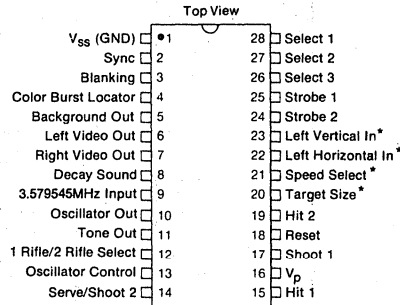 Top View
V_SS (GND) 1 28 Select 1
Sync 2 27 Select 2
Blanking 3 26 Select 3
Color Burst Locator 4 25 Strobe 1
Background Out 5 24 Strobe 2
Left Video Out 6 23 Left Vertical In*
Right Video Out 7 22 Left Horizontal In*
Decay Sound 8 21 Speed Select*
3.579545MHz Input 9 20 Target Size*
Oscillator Out 10 19 Hit 2
Tone Out 11 18 Reset
1 Rifle/2 Rifle Select 12 17 Shoot 1
Oscillator Control 13 16 V_p
Serve/Shoot 2 14 15 Hit 1